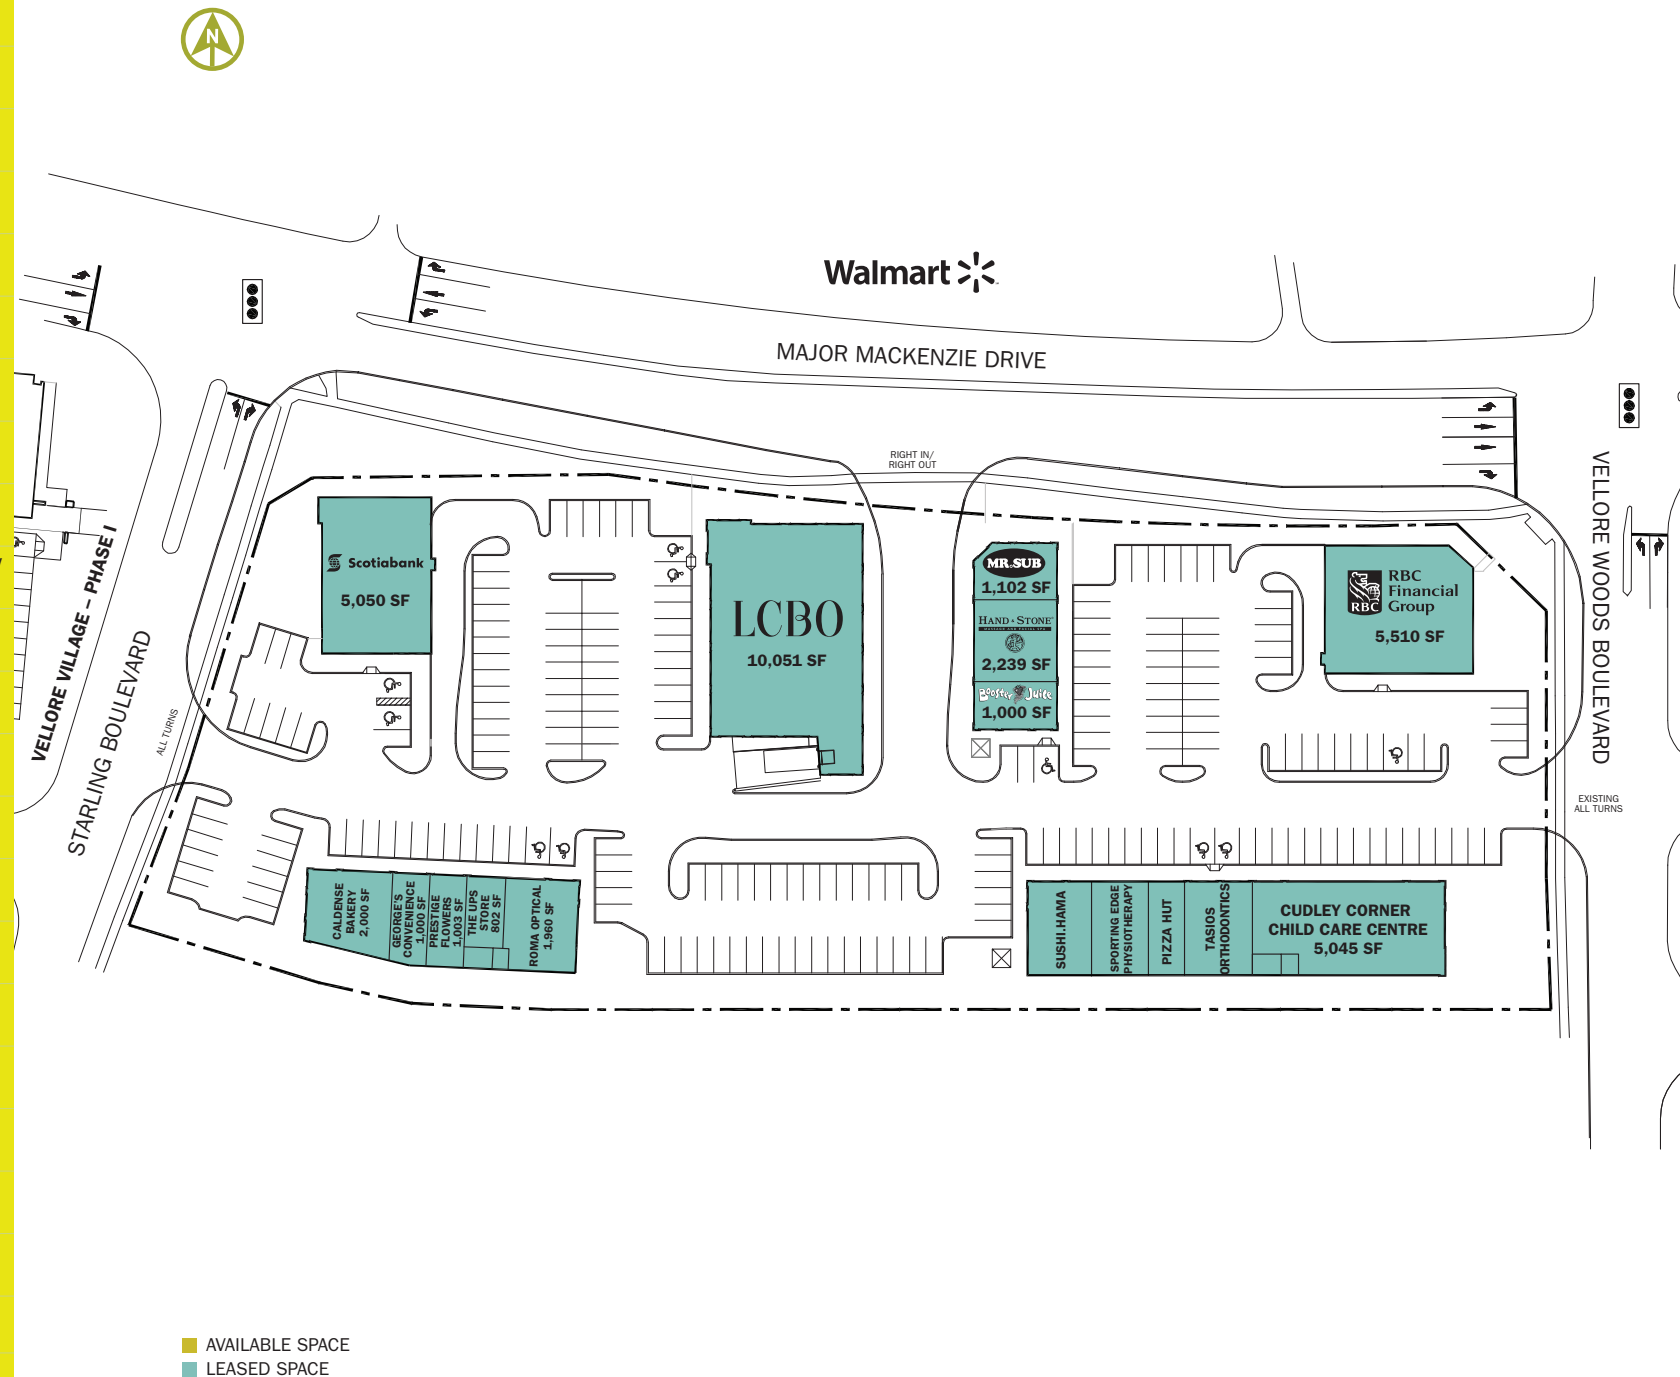 N
Walmart
MAJOR MACKENZIE DRIVE
RIGHT IN/
RIGHT OUT
VELLORE VILLAGE – PHASE I
STARLING BOULEVARD
ALL TURNS
VELLORE WOODS BOULEVARD
EXISTING
ALL TURNS
Scotiabank
5,050 SF
LCBO
10,051 SF
MR.SUB
1,102 SF
HAND & STONE
2,239 SF
Booster Juice
1,000 SF
RBC
RBC
Financial
Group
5,510 SF
CALDENSE
BAKERY
2,000 SF
GEORGE'S
CONVENIENCE
1,000 SF
PRESTIGE
FLOWERS
1,003 SF
THE UPS
STORE
802 SF
ROMA OPTICAL
1,960 SF
SUSHI.HAMA
SPORTING EDGE
PHYSIOTHERAPY
PIZZA HUT
TASIOS
ORTHODONTICS
CUDLEY CORNER
CHILD CARE CENTRE
5,045 SF
AVAILABLE SPACE
LEASED SPACE